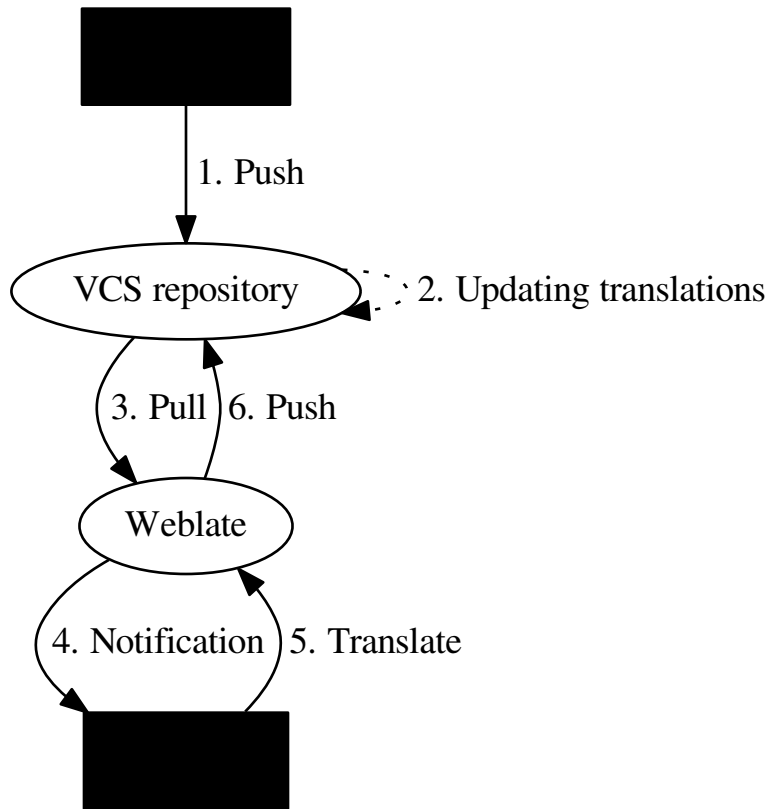 1. Push
VCS repository
2. Updating translations
3. Pull
6. Push
Weblate
4. Notification
5. Translate